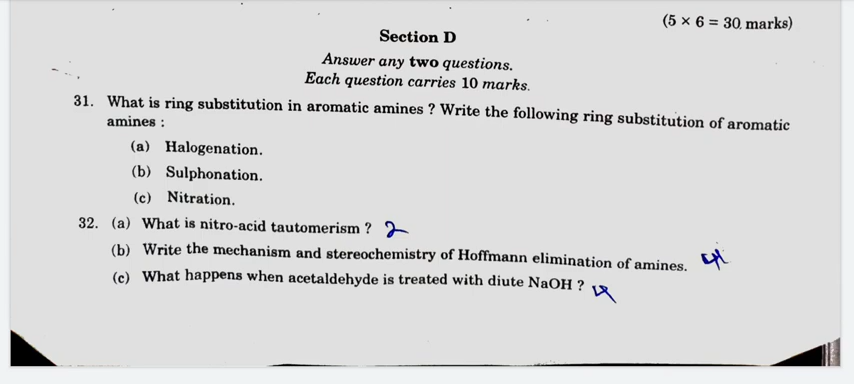 (5 × 6 = 30 marks)
Section D
Answer any two questions.
Each question carries 10 marks.
31. What is ring substitution in aromatic amines ? Write the following ring substitution of aromatic
amines :
(a) Halogenation.
(b) Sulphonation.
(c) Nitration.
32. (a) What is nitro-acid tautomerism ? 2
(b) Write the mechanism and stereochemistry of Hoffmann elimination of amines. 4
(c) What happens when acetaldehyde is treated with diute NaOH ? 4